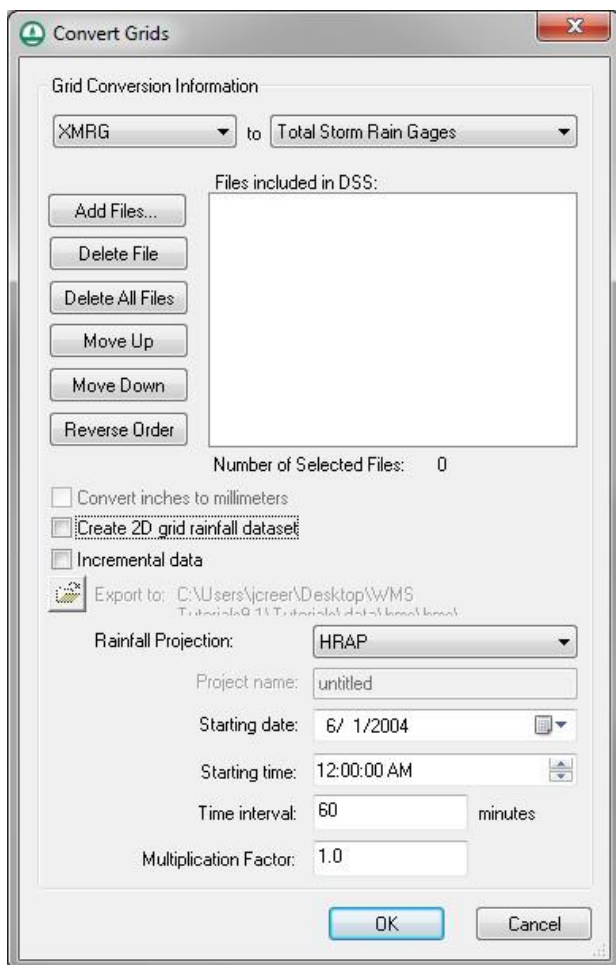 Convert Grids
Grid Conversion Information
XMRG to Total Storm Rain Gages
Files included in DSS:
Add Files...
Delete File
Delete All Files
Move Up
Move Down
Reverse Order
Number of Selected Files: 0
Convert inches to millimeters
Create 2D grid rainfall dataset
Incremental data
Export to: C:\Users\jcreer\Desktop\WMS
Rainfall Projection: HRAP
Project name: untitled
Starting date: 6/ 1/2004
Starting time: 12:00:00 AM
Time interval: 60 minutes
Multiplication Factor: 1.0
OK Cancel